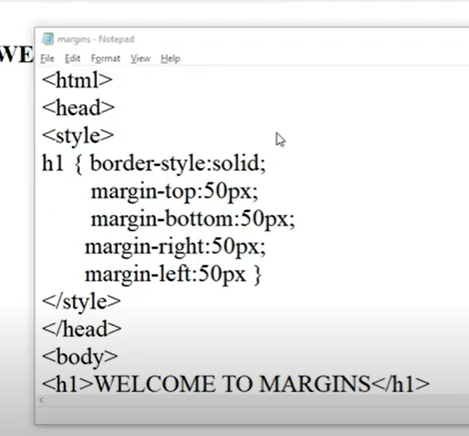 WE
margins - Notepad
File Edit Format View Help
<html>
<head>
<style>
h1 { border-style:solid;
margin-top:50px;
margin-bottom:50px;
margin-right:50px;
margin-left:50px }
</style>
</head>
<body>
<h1>WELCOME TO MARGINS</h1>